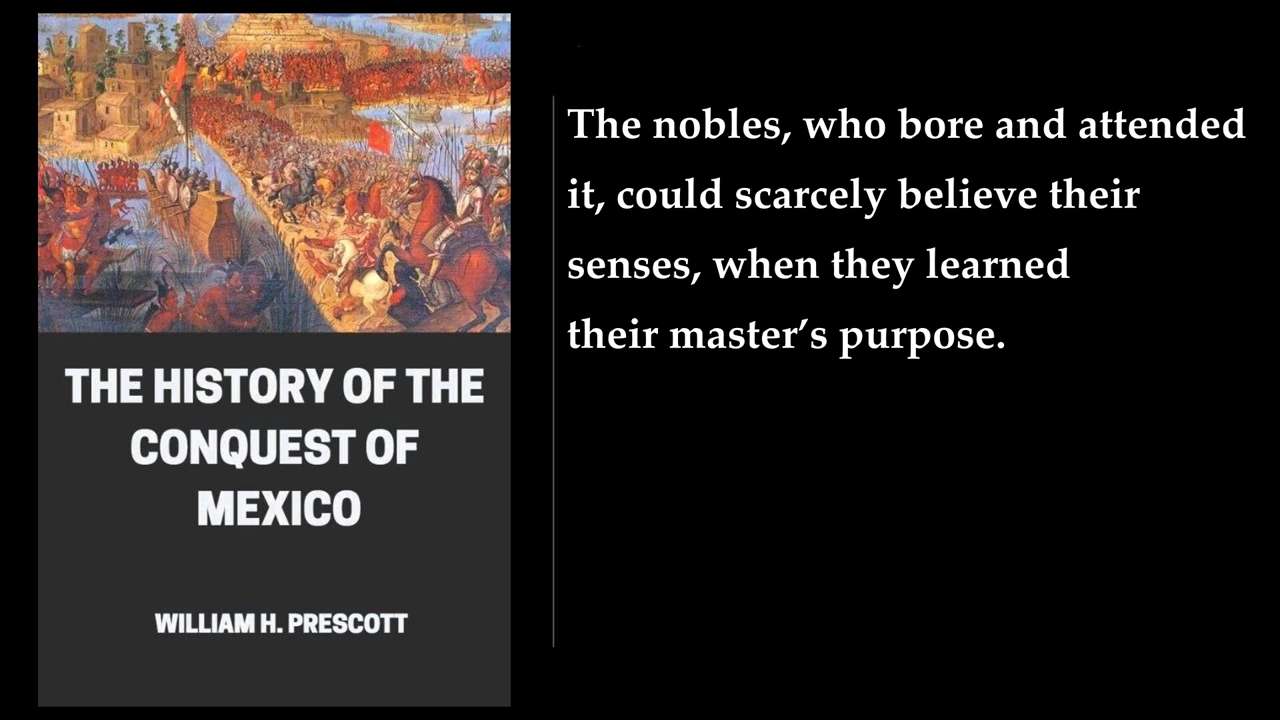 THE HISTORY OF THE
CONQUEST OF
MEXICO
WILLIAM H. PRESCOTT
The nobles, who bore and attended
it, could scarcely believe their
senses, when they learned
their master’s purpose.